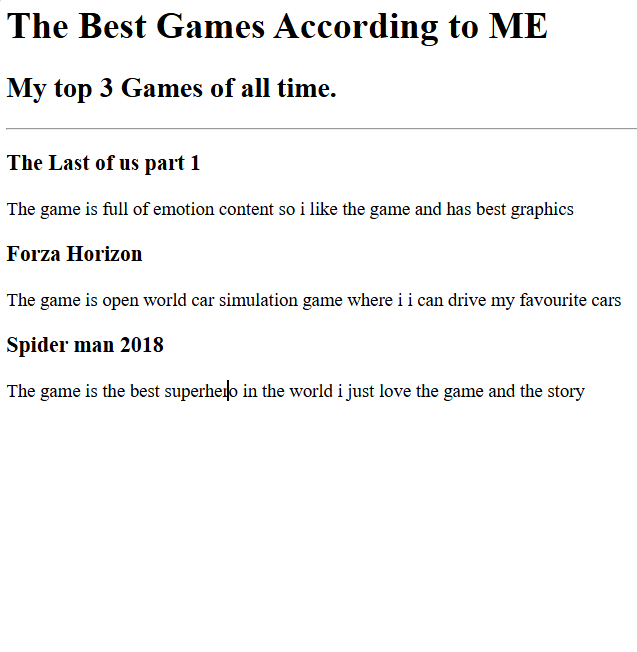 The Best Games According to ME
My top 3 Games of all time.
The Last of us part 1
The game is full of emotion content so i like the game and has best graphics
Forza Horizon
The game is open world car simulation game where i i can drive my favourite cars
Spider man 2018
The game is the best superhero in the world i just love the game and the story